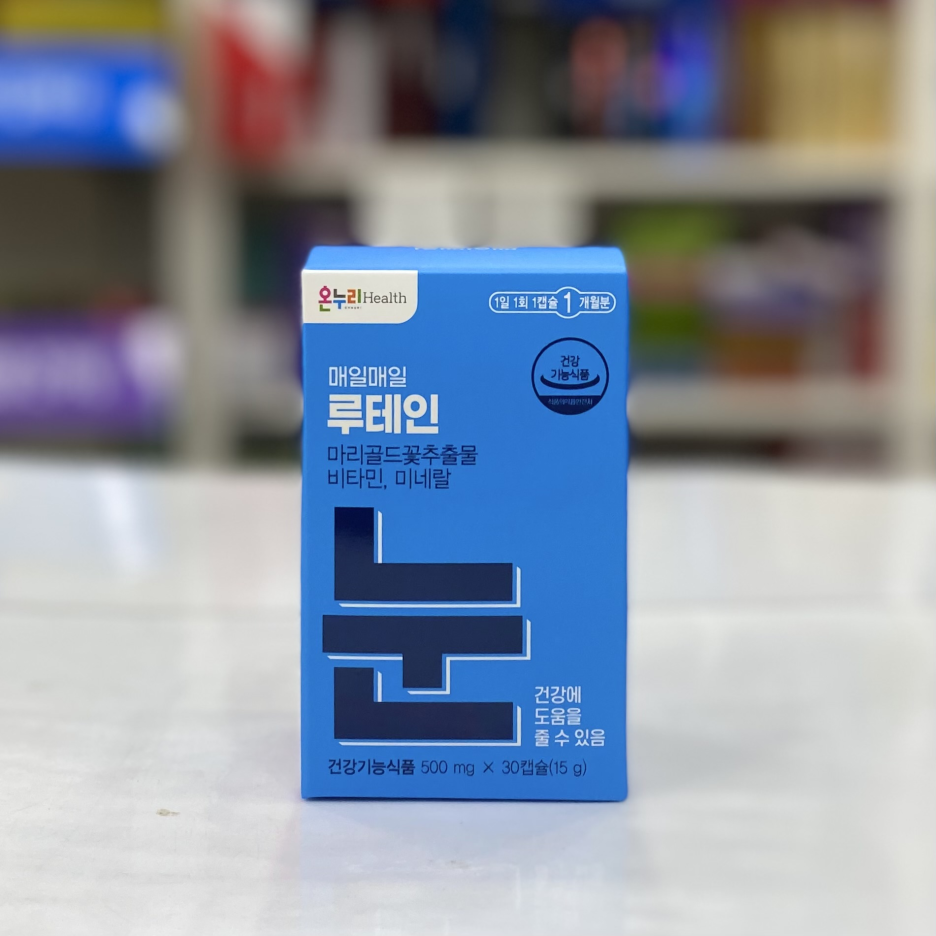 온누리Health
1일 1회 1캡슐 1 개월분
건강
기능식품
매일매일
루테인
마리골드꽃추출물
비타민, 미네랄
눈
건강에
도움을
줄 수 있음
건강기능식품 500 mg × 30캡슐(15 g)